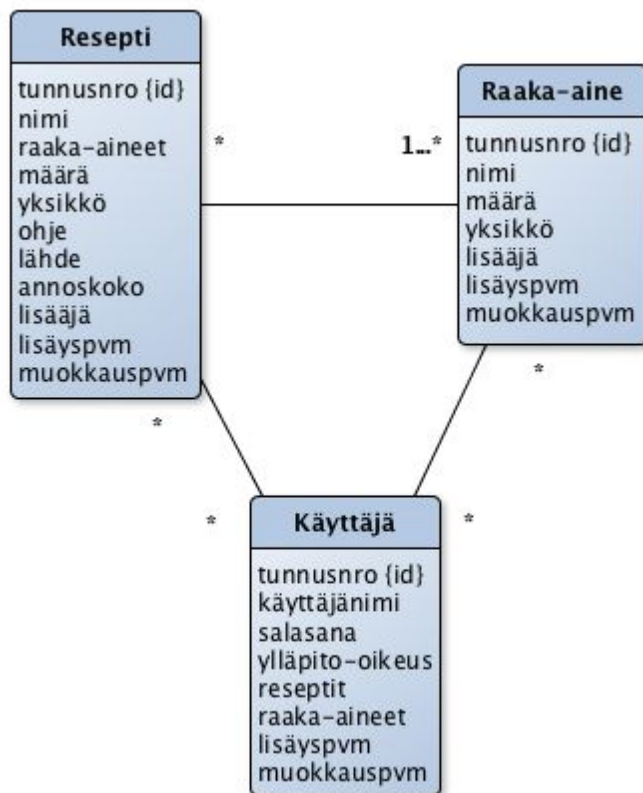 Resepti
tunnusnro {id}
nimi
raaka-aineet
määrä
yksikkö
ohje
lähde
annoskoko
lisääjä
lisäyspvm
muokkauspvm
*
1...*
Raaka-aine
tunnusnro {id}
nimi
määrä
yksikkö
lisääjä
lisäyspvm
muokkauspvm
*
*
*
*
Käyttäjä
tunnusnro {id}
käyttäjänimi
salasana
ylläpito-oikeus
reseptit
raaka-aineet
lisäyspvm
muokkauspvm